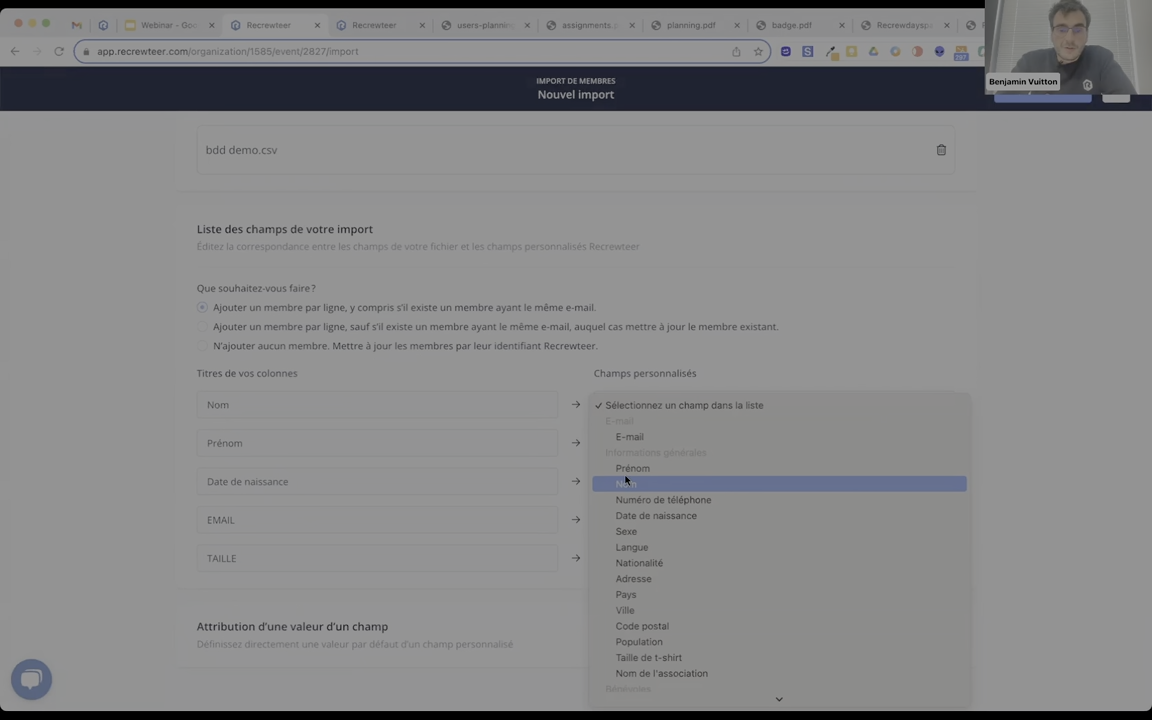 Webinar - Goo
Recrewteer
Recrewteer
users-planning
assignments.
planning.pdf
badge.pdf
Recrewdaysp
app.recrewteer.com/organization/1585/event/2827/import
Benjamin Vuitton
IMPORT DE MEMBRES
Nouvel import
bdd demo.csv
Liste des champs de votre import
Éditez la correspondance entre les champs de votre fichier et les champs personnalisés Recrewteer
Que souhaitez-vous faire ?
Ajouter un membre par ligne, y compris s'il existe un membre ayant le même e-mail.
Ajouter un membre par ligne, sauf s'il existe un membre ayant le même e-mail, auquel cas mettre à jour le membre existant.
N'ajouter aucun membre. Mettre à jour les membres par leur identifiant Recrewteer.
Titres de vos colonnes
Champs personnalisés
Nom
Prénom
Date de naissance
EMAIL
TAILLE
Sélectionnez un champ dans la liste
E-mail
E-mail
Informations générales
Prénom
Nom
Numéro de téléphone
Date de naissance
Sexe
Langue
Nationalité
Adresse
Pays
Ville
Code postal
Population
Taille de t-shirt
Nom de l'association
Attribution d'une valeur d'un champ
Définissez directement une valeur par défaut d'un champ personnalisé